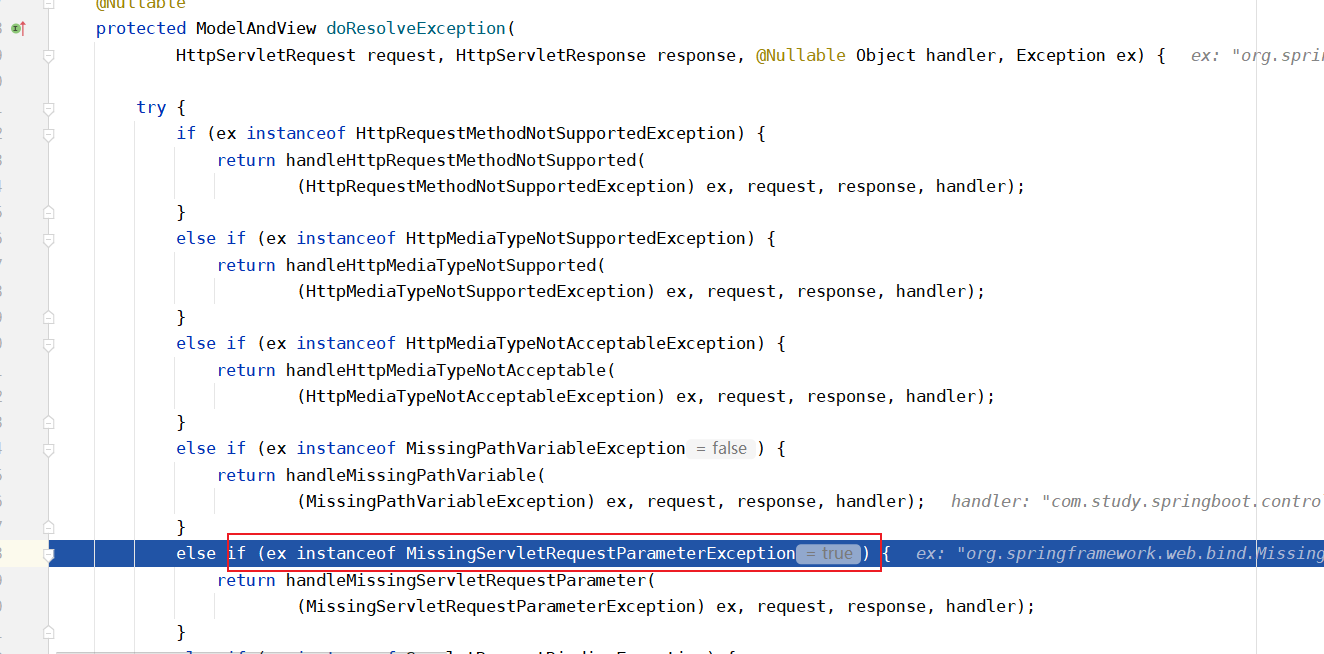 @Nullable
protected ModelAndView doResolveException(
HttpServletRequest request, HttpServletResponse response, @Nullable Object handler, Exception ex) { ex: "org.spri
try {
if (ex instanceof HttpRequestMethodNotSupportedException) {
return handleHttpRequestMethodNotSupported(
(HttpRequestMethodNotSupportedException) ex, request, response, handler);
}
else if (ex instanceof HttpMediaTypeNotSupportedException) {
return handleHttpMediaTypeNotSupported(
(HttpMediaTypeNotSupportedException) ex, request, response, handler);
}
else if (ex instanceof HttpMediaTypeNotAcceptableException) {
return handleHttpMediaTypeNotAcceptable(
(HttpMediaTypeNotAcceptableException) ex, request, response, handler);
}
else if (ex instanceof MissingPathVariableException = false ) {
return handleMissingPathVariable(
(MissingPathVariableException) ex, request, response, handler); handler: "com.study.springboot.contro
}
else if (ex instanceof MissingServletRequestParameterException = true ) { ex: "org.springframework.web.bind.Missing
return handleMissingServletRequestParameter(
(MissingServletRequestParameterException) ex, request, response, handler);
}